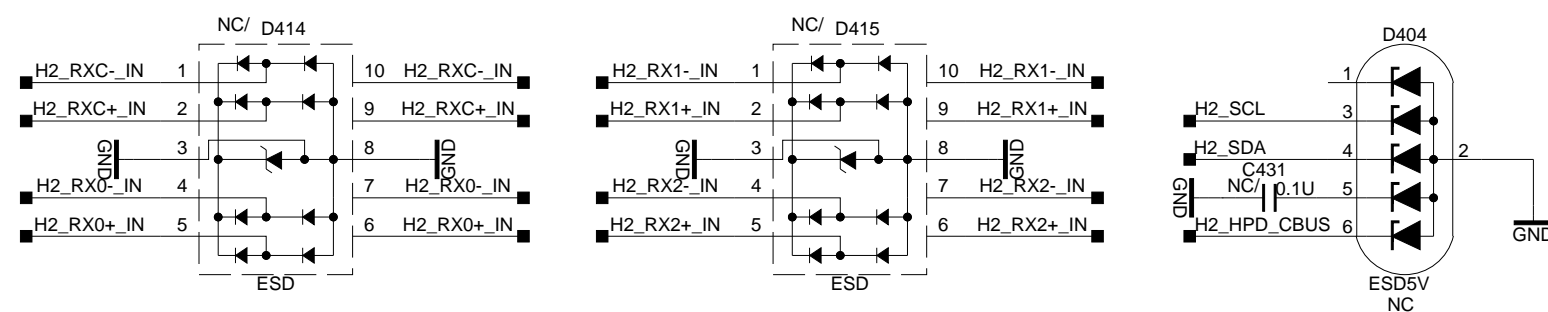 NC/ D414
H2_RXC-_IN 1 10 H2_RXC-_IN
H2_RXC+_IN 2 9 H2_RXC+_IN
GND 3 8 GND
H2_RX0-_IN 4 7 H2_RX0-_IN
H2_RX0+_IN 5 6 H2_RX0+_IN
ESD
NC/ D415
H2_RX1-_IN 1 10 H2_RX1-_IN
H2_RX1+_IN 2 9 H2_RX1+_IN
GND 3 8 GND
H2_RX2-_IN 4 7 H2_RX2-_IN
H2_RX2+_IN 5 6 H2_RX2+_IN
ESD
D404
1
H2_SCL 3
H2_SDA 4 2
C431
GND NC/ 0.1U 5
H2_HPD_CBUS 6
GND
ESD5V
NC